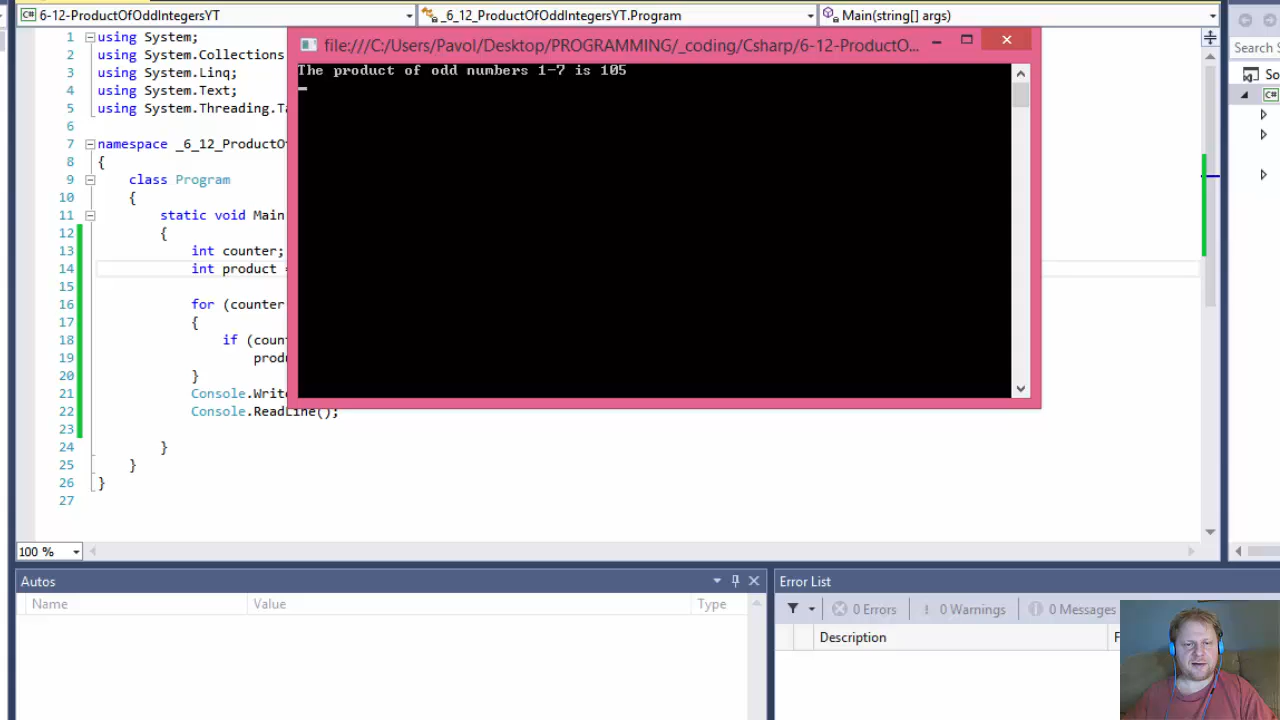 6-12-ProductOfOddIntegersYT
_6_12_ProductOfOddIntegersYT.Program
Main(string[] args)
file:///C:/Users/Pavol/Desktop/PROGRAMMING/_coding/Csharp/6-12-ProductO...
The product of odd numbers 1-7 is 105
1 using System;
2 using System.Collections
3 using System.Linq;
4 using System.Text;
5 using System.Threading.Ta
6
7 namespace _6_12_ProductOf
8 {
9 class Program
10 {
11 static void Main
12 {
13 int counter;
14 int product =
15
16 for (counter
17 {
18 if (coun
19 produ
20 }
21 Console.Write
22 Console.ReadLine();
23
24 }
25 }
26 }
27
100 %
Search S
So
C#
Autos
Name Value Type
Error List
0 Errors
0 Warnings
0 Messages
Description
F